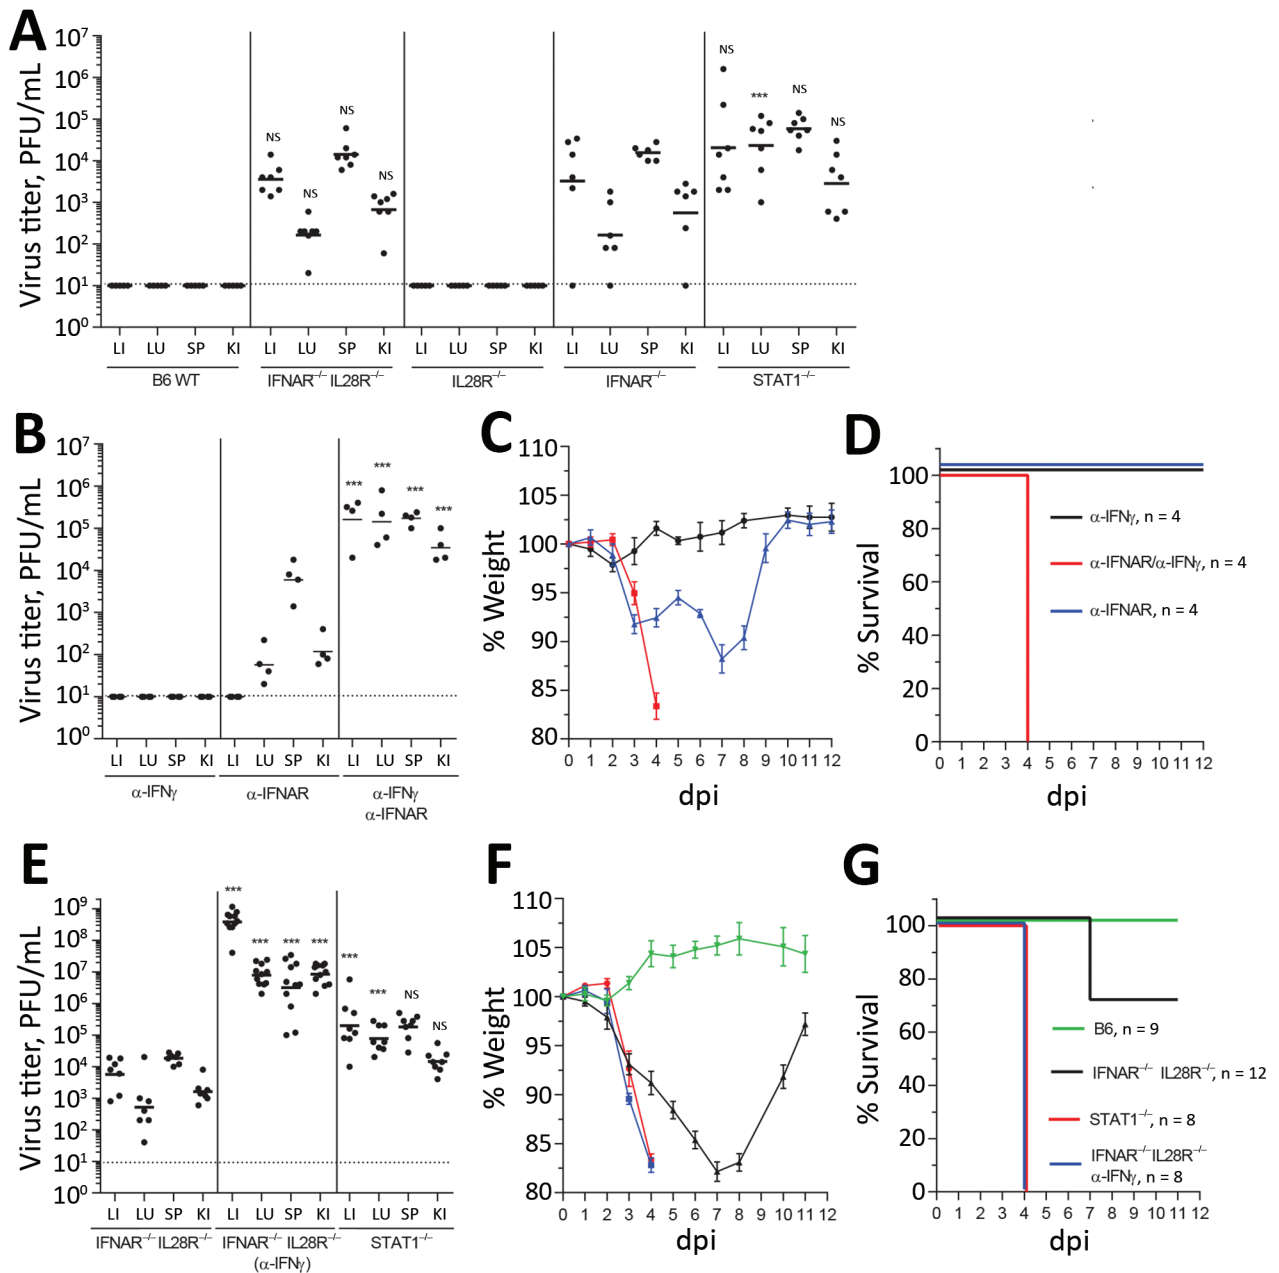 A
Virus titer, PFU/mL
10⁷
10⁶
10⁵
10⁴
10³
10²
10¹
10⁰
NS
NS
NS
NS
NS
***
NS
NS
LI LU SP KI LI LU SP KI LI LU SP KI LI LU SP KI LI LU SP KI
B6 WT
IFNAR⁻/⁻ IL28R⁻/⁻
IL28R⁻/⁻
IFNAR⁻/⁻
STAT1⁻/⁻
B
Virus titer, PFU/mL
10⁷
10⁶
10⁵
10⁴
10³
10²
10¹
10⁰
***
***
***
***
LI LU SP KI LI LU SP KI LI LU SP KI
α-IFNγ
α-IFNAR
α-IFNγ
α-IFNAR
C
% Weight
110
105
100
95
90
85
80
0 1 2 3 4 5 6 7 8 9 10 11 12
dpi
D
% Survival
100
80
60
40
20
0
α-IFNγ, n = 4
α-IFNAR/α-IFNγ, n = 4
α-IFNAR, n = 4
0 1 2 3 4 5 6 7 8 9 10 11 12
dpi
E
Virus titer, PFU/mL
10⁹
10⁸
10⁷
10⁶
10⁵
10⁴
10³
10²
10¹
10⁰
***
***
***
***
***
***
NS
NS
LI LU SP KI LI LU SP KI LI LU SP KI
IFNAR⁻/⁻ IL28R⁻/⁻
IFNAR⁻/⁻ IL28R⁻/⁻
(α-IFNγ)
STAT1⁻/⁻
F
% Weight
110
105
100
95
90
85
80
0 1 2 3 4 5 6 7 8 9 10 11 12
dpi
G
% Survival
100
80
60
40
20
0
B6, n = 9
IFNAR⁻/⁻ IL28R⁻/⁻, n = 12
STAT1⁻/⁻, n = 8
IFNAR⁻/⁻IL28R⁻/⁻
α-IFNγ, n = 8
0 1 2 3 4 5 6 7 8 9 10 11 12
dpi